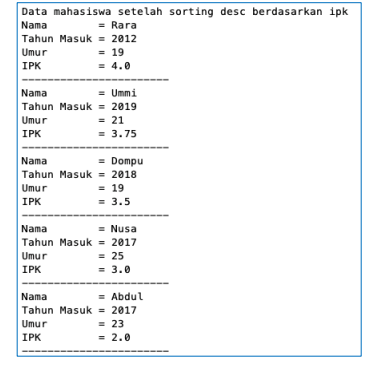 Data mahasiswa setelah sorting desc berdasarkan ipk
Nama        = Rara
Tahun Masuk = 2012
Umur        = 19
IPK         = 4.0
-----------------------
Nama        = Ummi
Tahun Masuk = 2019
Umur        = 21
IPK         = 3.75
-----------------------
Nama        = Dompu
Tahun Masuk = 2018
Umur        = 19
IPK         = 3.5
-----------------------
Nama        = Nusa
Tahun Masuk = 2017
Umur        = 25
IPK         = 3.0
-----------------------
Nama        = Abdul
Tahun Masuk = 2017
Umur        = 23
IPK         = 2.0
-----------------------